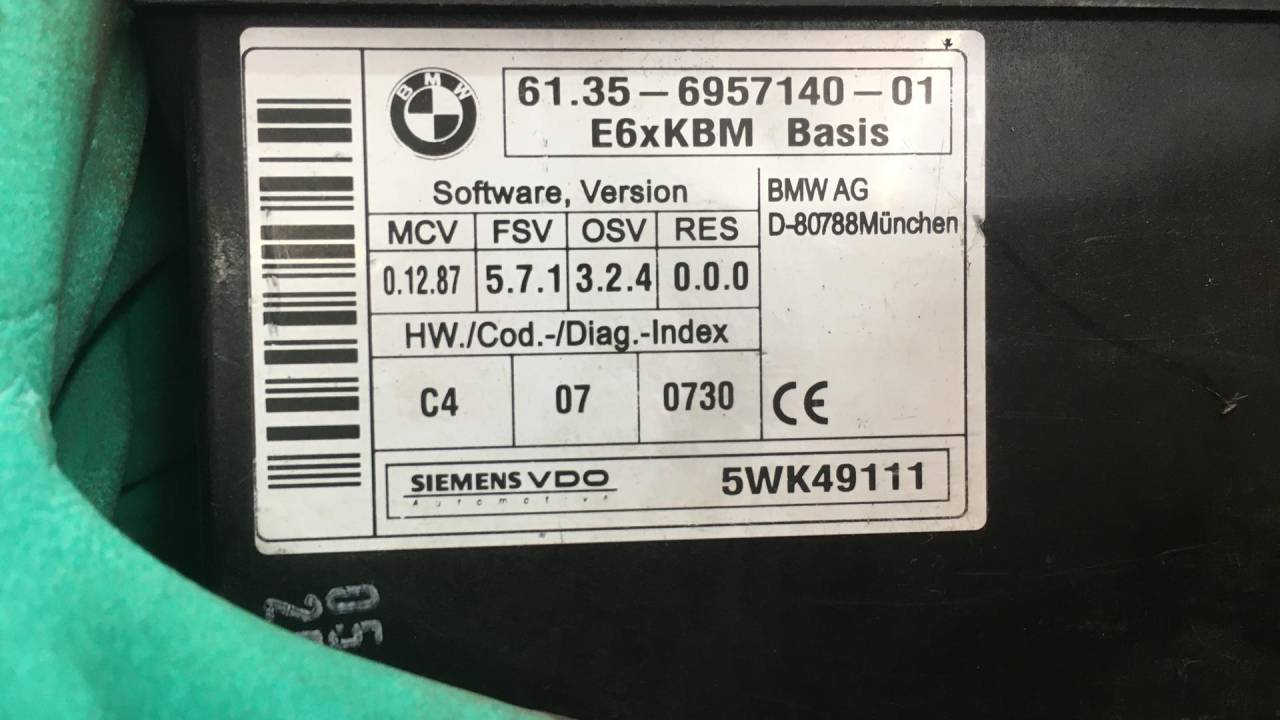 BMW
61.35-6957140-01
E6xKBM Basis
Software, Version
MCV FSV OSV RES
0.12.87 5.7.1 3.2.4 0.0.0
HW./Cod.-/Diag.-Index
C4 07 0730
BMW AG
D-80788München
CE
SIEMENS VDO
Automotive
5WK49111
05